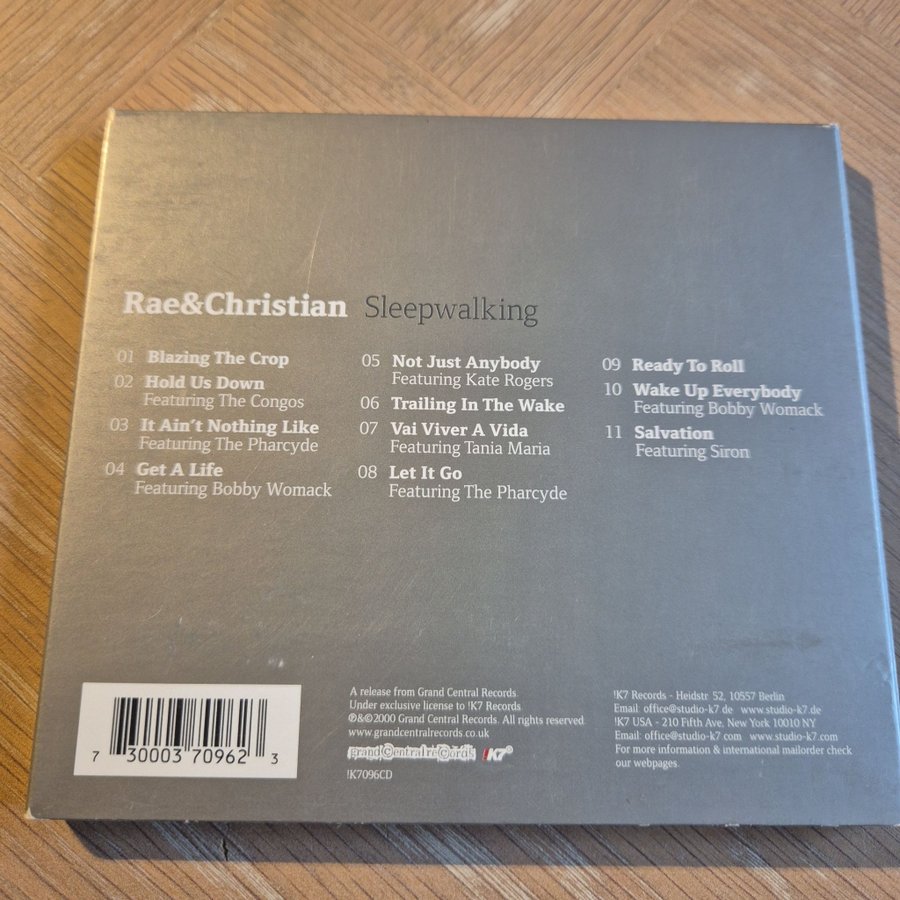 Rae&Christian Sleepwalking
01 Blazing The Crop
02 Hold Us Down
Featuring The Congos
03 It Ain't Nothing Like
Featuring The Pharcyde
04 Get A Life
Featuring Bobby Womack
05 Not Just Anybody
Featuring Kate Rogers
06 Trailing In The Wake
07 Vai Viver A Vida
Featuring Tania Maria
08 Let It Go
Featuring The Pharcyde
09 Ready To Roll
10 Wake Up Everybody
Featuring Bobby Womack
11 Salvation
Featuring Siron
7 30003 70962 3
A release from Grand Central Records.
Under exclusive license to !K7 Records
℗&©2000 Grand Central Records. All rights reserved
www.grandcentralrecords.co.uk
grandcentralrecords !K7®
!K7096CD
!K7 Records - Heidstr. 52, 10557 Berlin
Email: office@studio-k7.de www.studio-k7.de
!K7 USA - 210 Fifth Ave, New York 10010 NY
Email: office@studio-k7.com www.studio-k7.com
For more information & international mailorder check
our webpages.